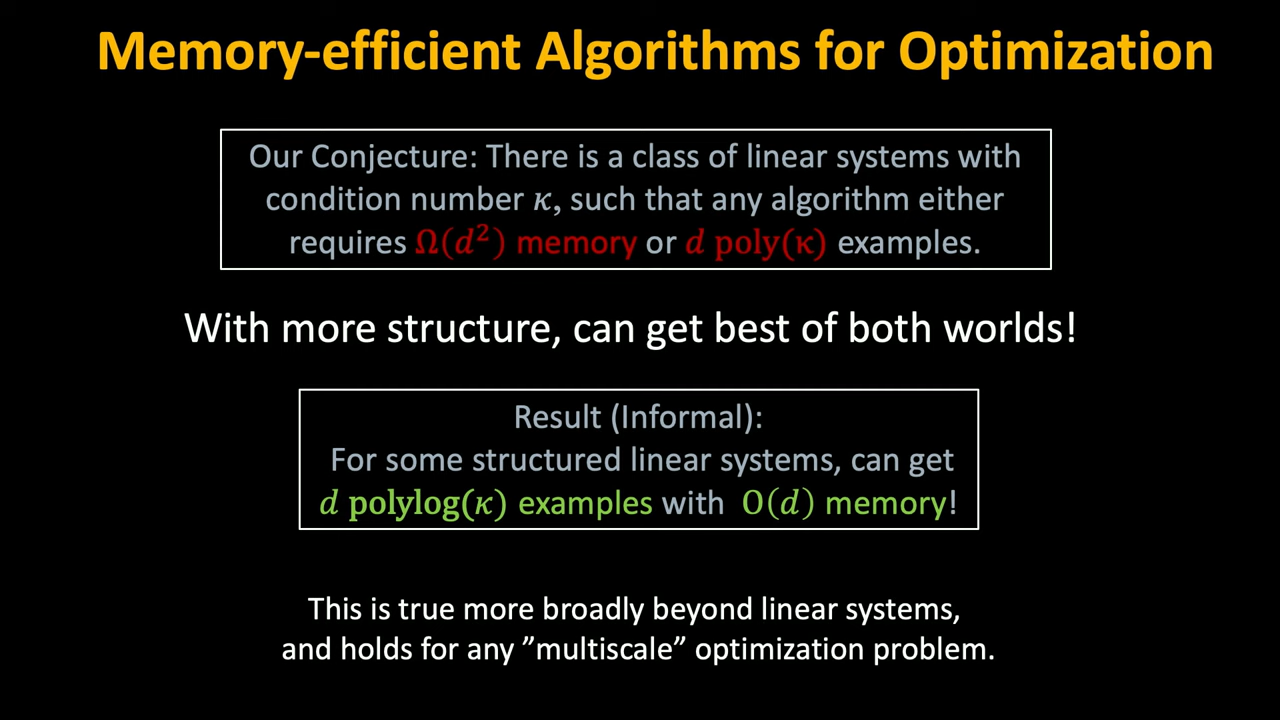 Memory-efficient Algorithms for Optimization
Our Conjecture: There is a class of linear systems with
condition number κ, such that any algorithm either
requires Ω(d²) memory or d poly(κ) examples.
With more structure, can get best of both worlds!
Result (Informal):
For some structured linear systems, can get
d polylog(κ) examples with O(d) memory!
This is true more broadly beyond linear systems,
and holds for any ”multiscale” optimization problem.